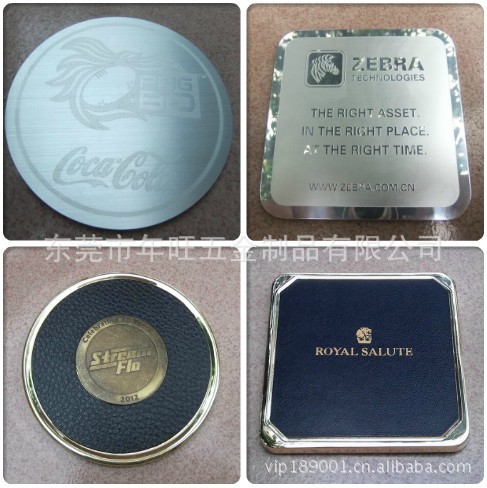 Coca-Cola
ZEBRA
TECHNOLOGIES
THE RIGHT ASSET.
IN THE RIGHT PLACE.
AT THE RIGHT TIME.
WWW.ZEBRA.COM.CN
东莞市年旺五金制品有限公司
Stream
Flo
2012
ROYAL SALUTE
vip189001.cn.alibaba.com